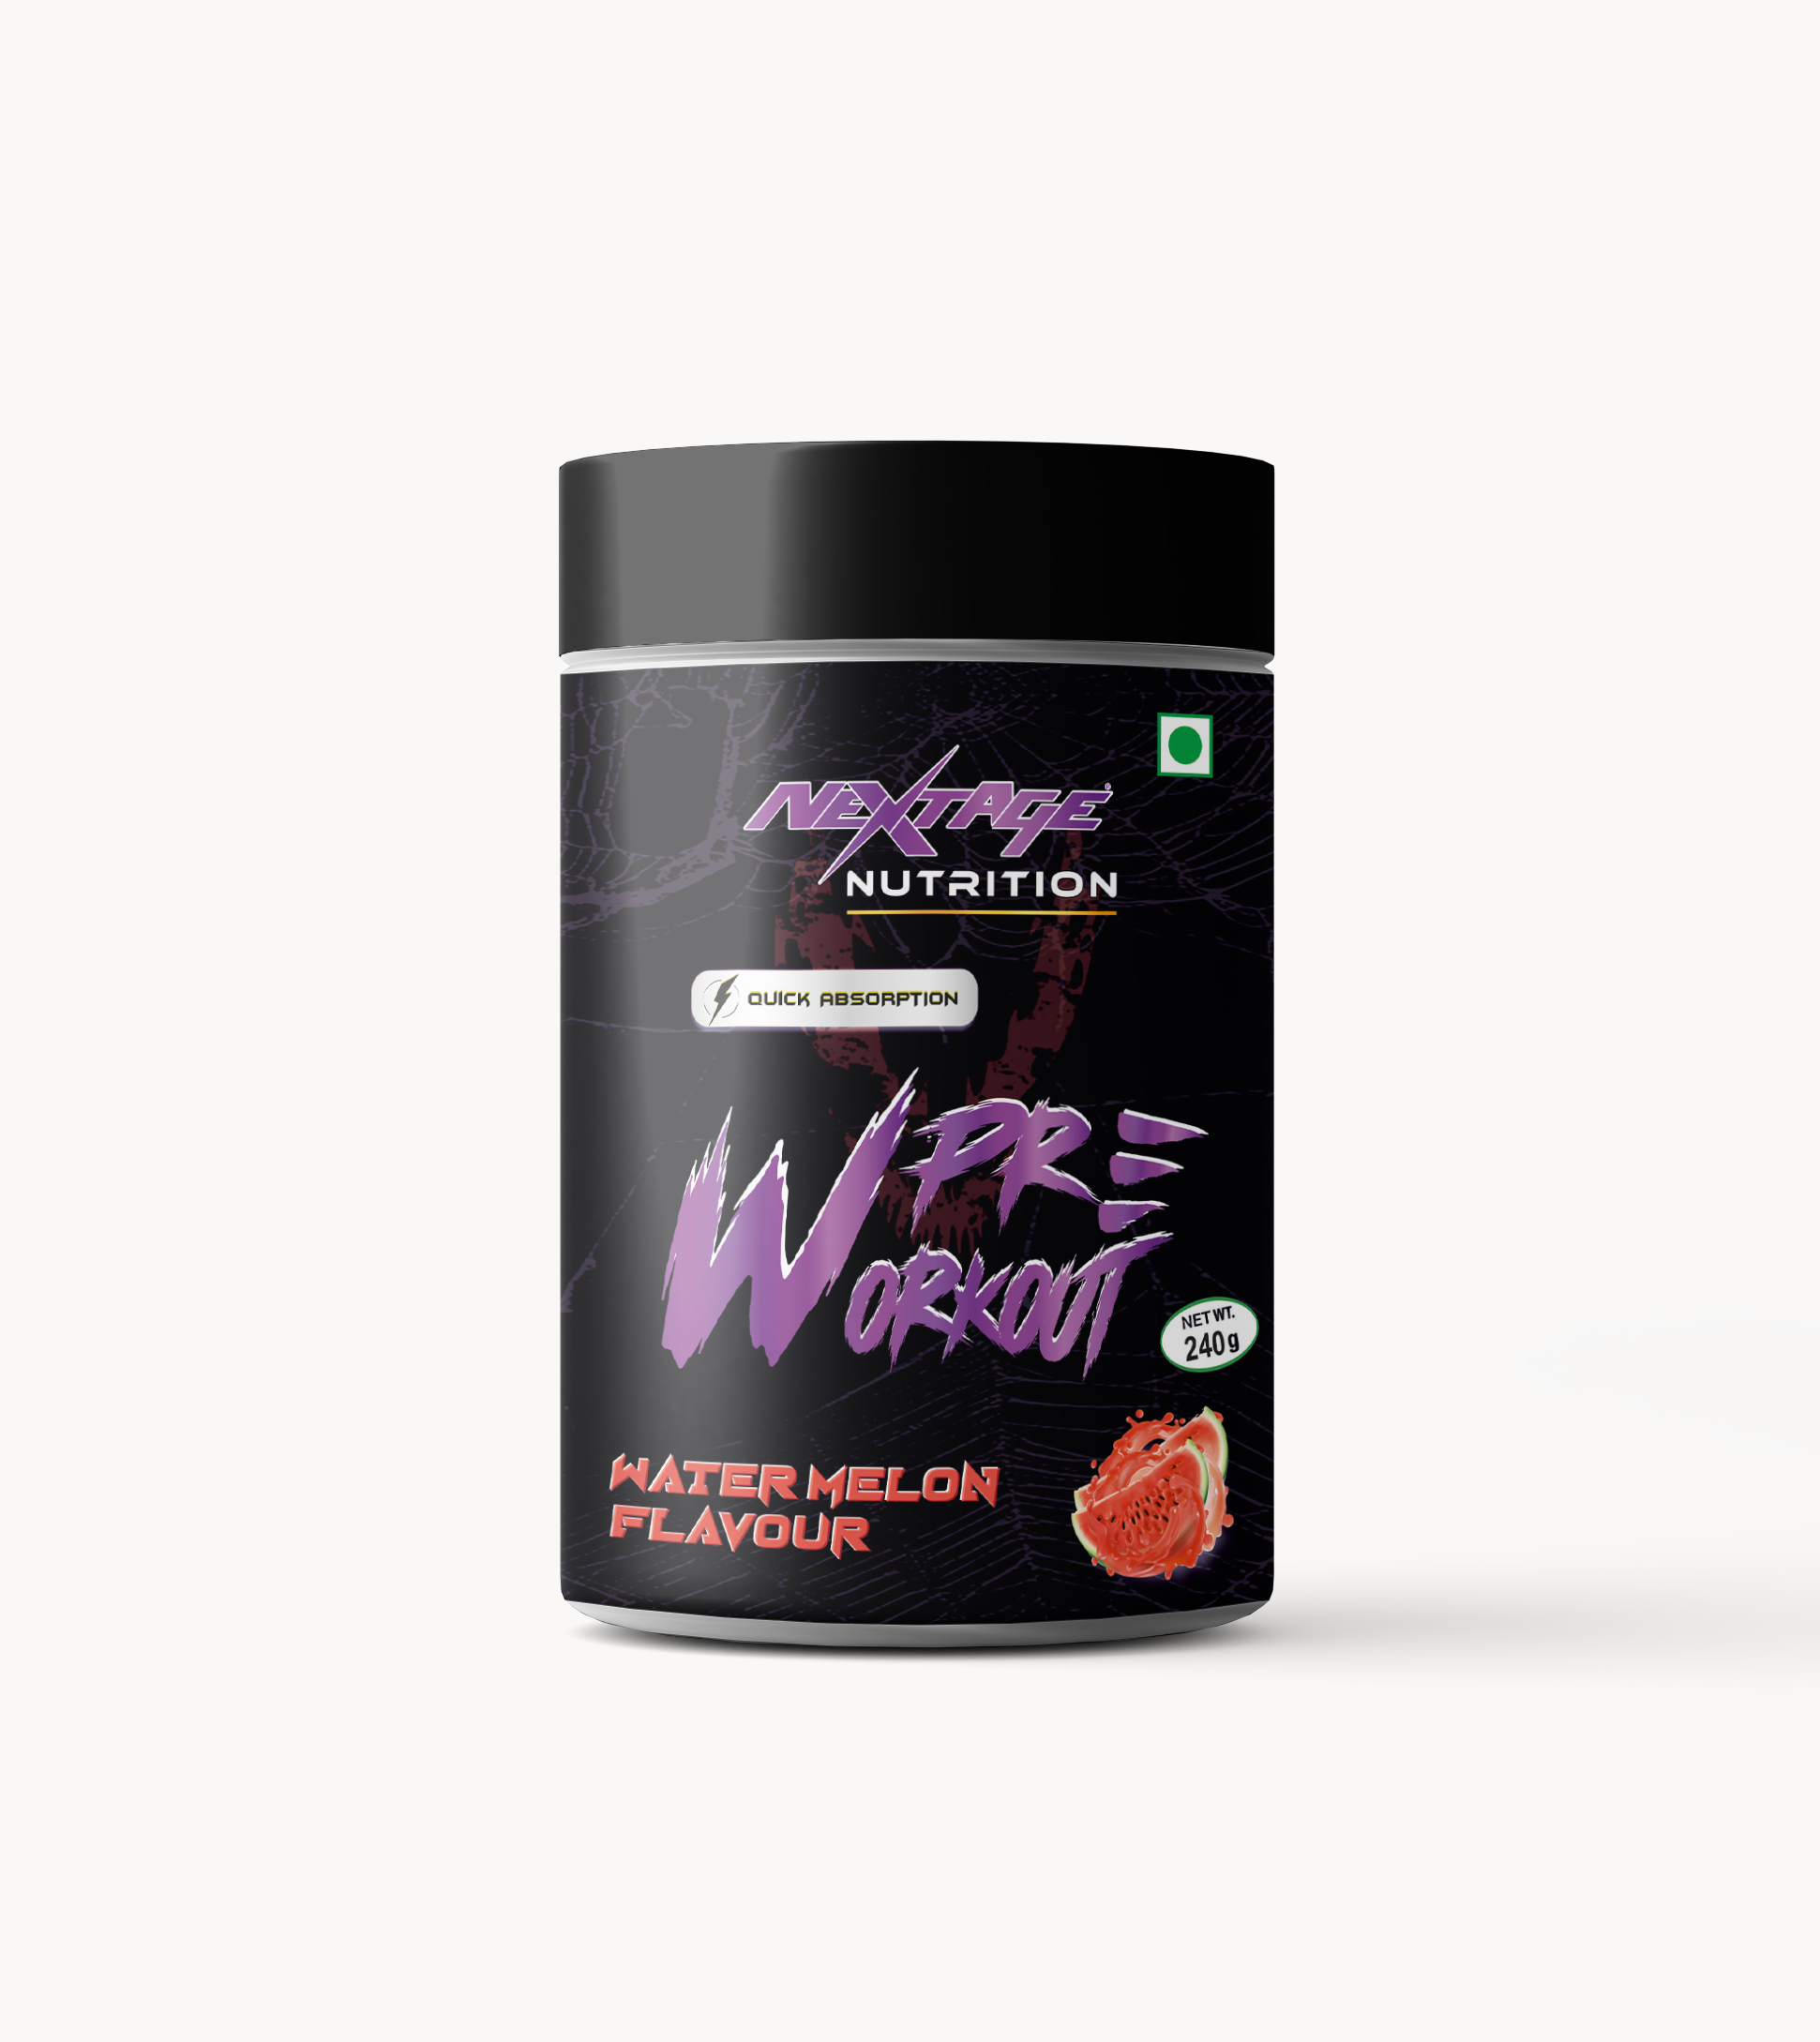 NEXTAGE®
NUTRITION
QUICK ABSORPTION
PRE
WORKOUT
NET WT.
240g
WATER MELON
FLAVOUR